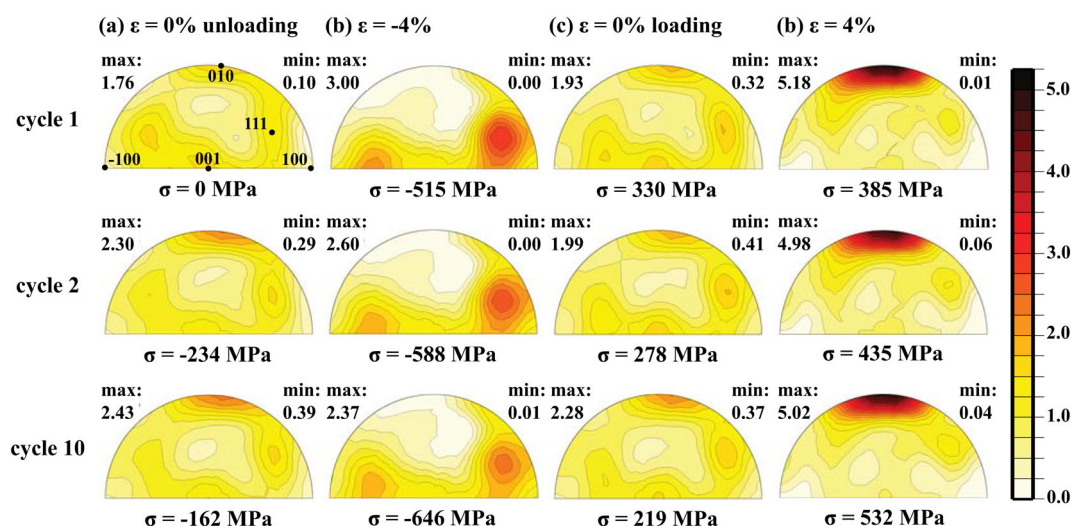 (a) ε = 0% unloading (b) ε = -4% (c) ε = 0% loading (b) ε = 4%
max: min: max: min: max: min: max: min:
1.76 0.10 3.00 0.00 1.93 0.32 5.18 0.01
010
cycle 1
111
-100 001 100
σ = 0 MPa σ = -515 MPa σ = 330 MPa σ = 385 MPa
max: min: max: min: max: min: max: min:
2.30 0.29 2.60 0.00 1.99 0.41 4.98 0.06
cycle 2
σ = -234 MPa σ = -588 MPa σ = 278 MPa σ = 435 MPa
max: min: max: min: max: min: max: min:
2.43 0.39 2.37 0.01 2.28 0.37 5.02 0.04
cycle 10
σ = -162 MPa σ = -646 MPa σ = 219 MPa σ = 532 MPa
5.0
4.0
3.0
2.0
1.0
0.0